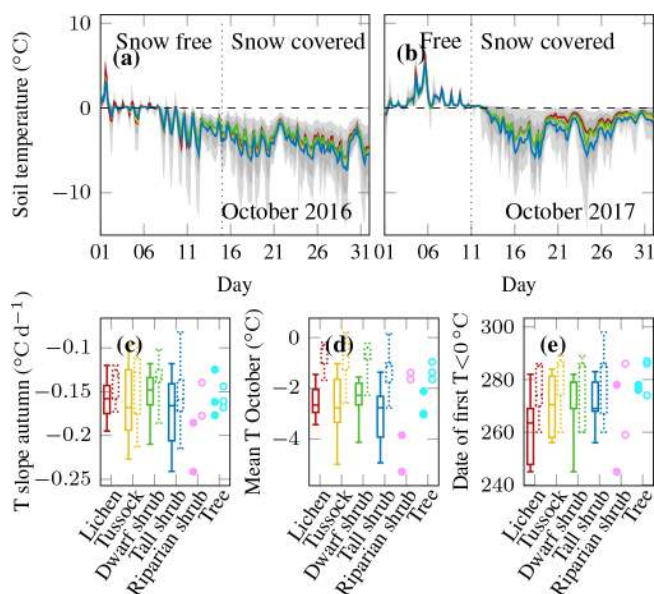 10
0
−10
Soil temperature (°C)
Snow free
Snow covered
(a)
October 2016
01 06 11 16 21 26 31
Day
Free
Snow covered
(b)
October 2017
01 06 11 16 21 26 31
Day
T slope autumn (°C d⁻¹)
−0.1
−0.15
−0.2
−0.25
(c)
Lichen
Tussock
Dwarf shrub
Tall shrub
Riparian shrub
Tree
Mean T October (°C)
0
−2
−4
(d)
Lichen
Tussock
Dwarf shrub
Tall shrub
Riparian shrub
Tree
Date of first T<0 °C
300
280
260
240
(e)
Lichen
Tussock
Dwarf shrub
Tall shrub
Riparian shrub
Tree